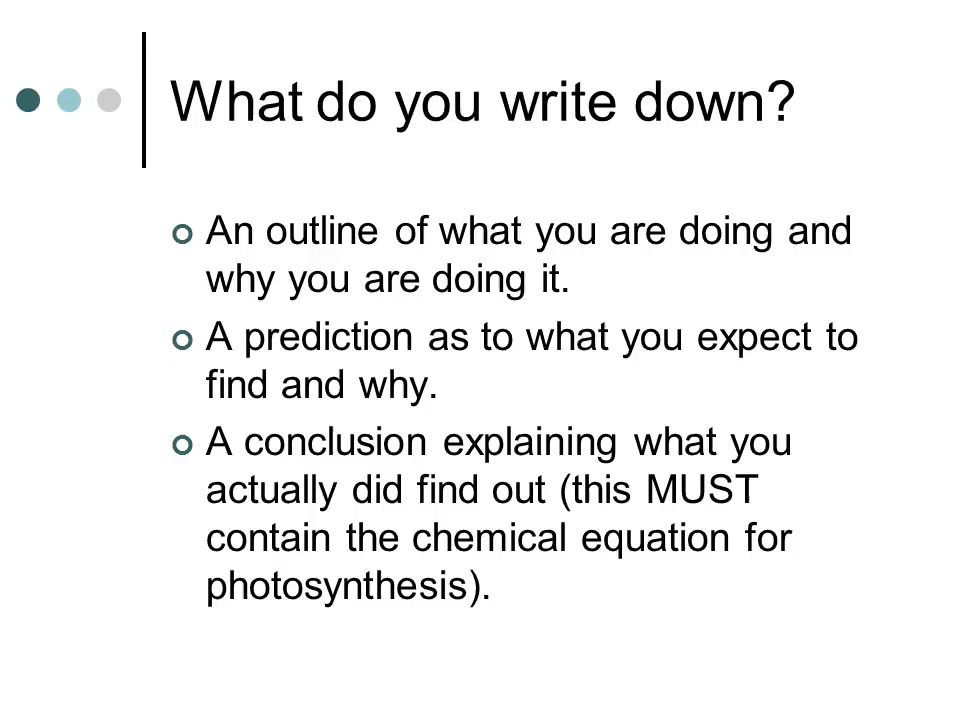 What do you write down?
An outline of what you are doing and
why you are doing it.
A prediction as to what you expect to
find and why.
A conclusion explaining what you
actually did find out (this MUST
contain the chemical equation for
photosynthesis).